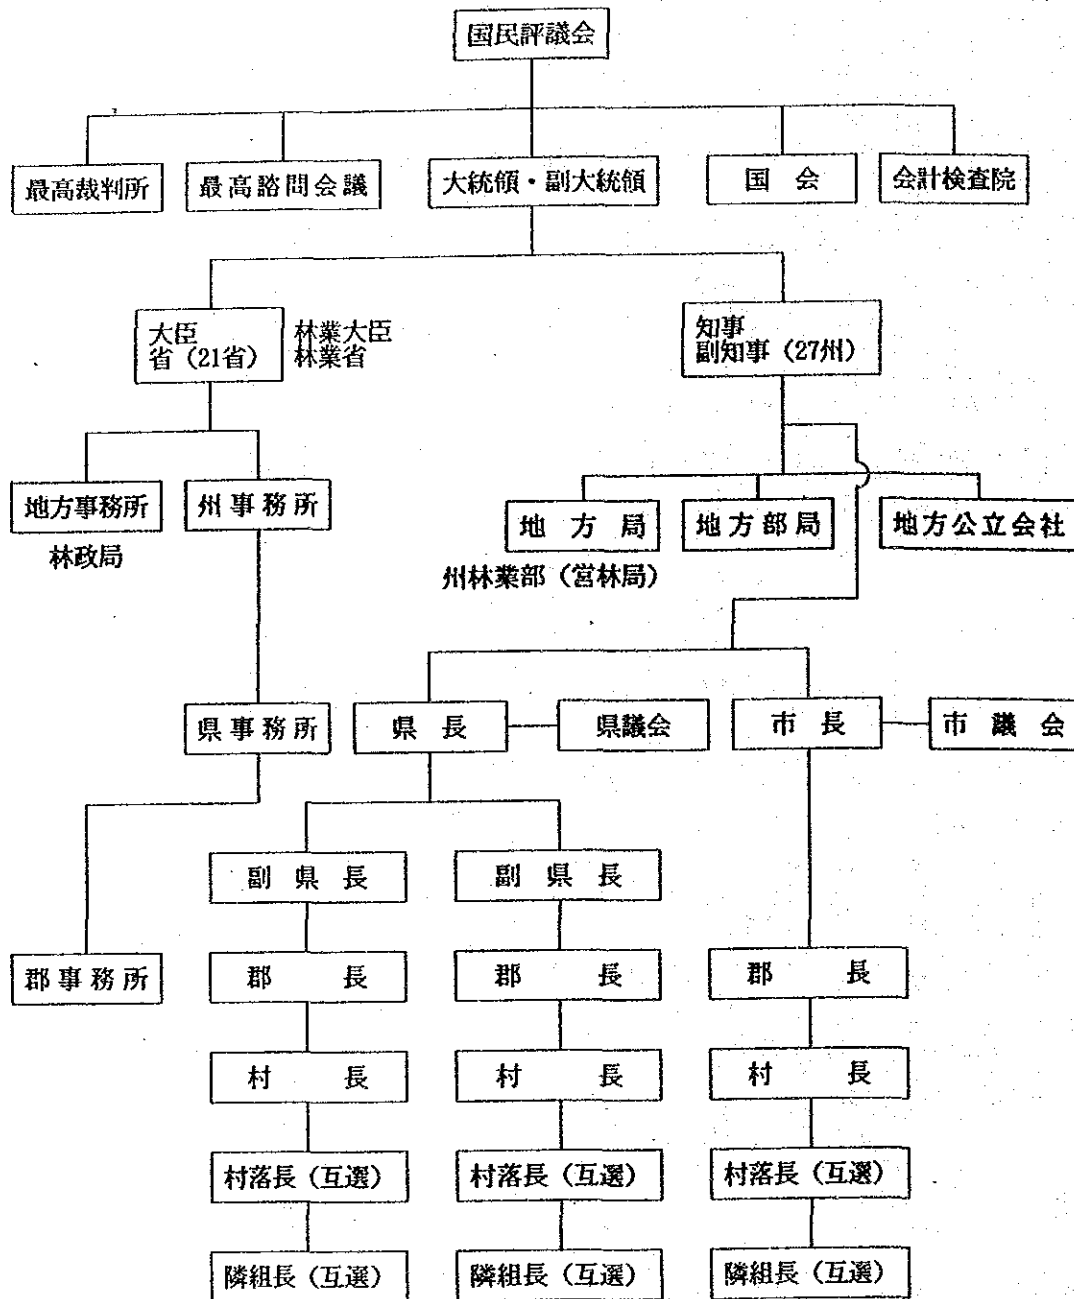 国民評議会
最高裁判所
最高諮問会議
大統領・副大統領
国会
会計検査院
大臣
省（21省）
林業大臣
林業省
知事
副知事（27州）
地方事務所
州事務所
林政局
地方局
地方部局
地方公立会社
州林業部（営林局）
県事務所
県長
県議会
市長
市議会
副県長
副県長
郡事務所
郡長
郡長
郡長
村長
村長
村長
村落長（互選）
村落長（互選）
村落長（互選）
隣組長（互選）
隣組長（互選）
隣組長（互選）